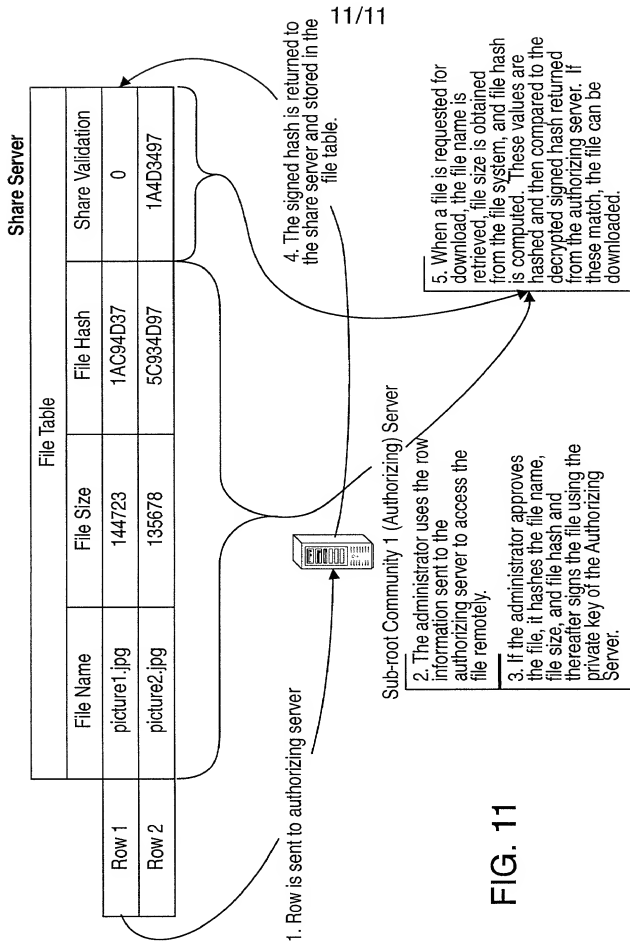 11/11
Share Server
File Table
File Name File Size File Hash Share Validation
Row 1 picture1.jpg 144723 1AC94D37 0
Row 2 picture2.jpg 135678 5C934D97 1A4D3497
1. Row is sent to authorizing server
4. The signed hash is returned to
the share server and stored in the
file table.
Sub-root Community 1 (Authorizing) Server
2. The administrator uses the row
information sent to the
authorizing server to access the
file remotely.
3. If the administrator approves
the file, it hashes the file name,
file size, and file hash and
thereafter signs the file using the
private key of the Authorizing
Server.
5. When a file is requested for
download, the file name is
retrieved, file size is obtained
from the file system, and file hash
is computed. These values are
hashed and then compared to the
decrypted signed hash returned
from the authorizing server. If
these match, the file can be
downloaded.
FIG. 11